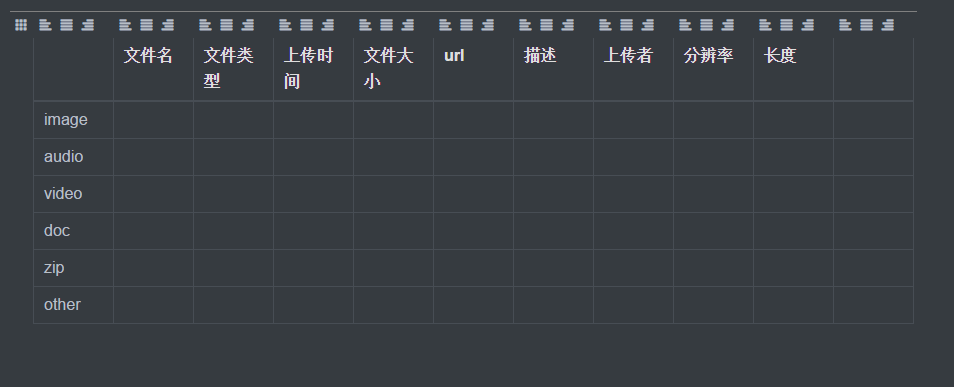 文件名 文件类型 上传时间 文件大小 url 描述 上传者 分辨率 长度
image
audio
video
doc
zip
other